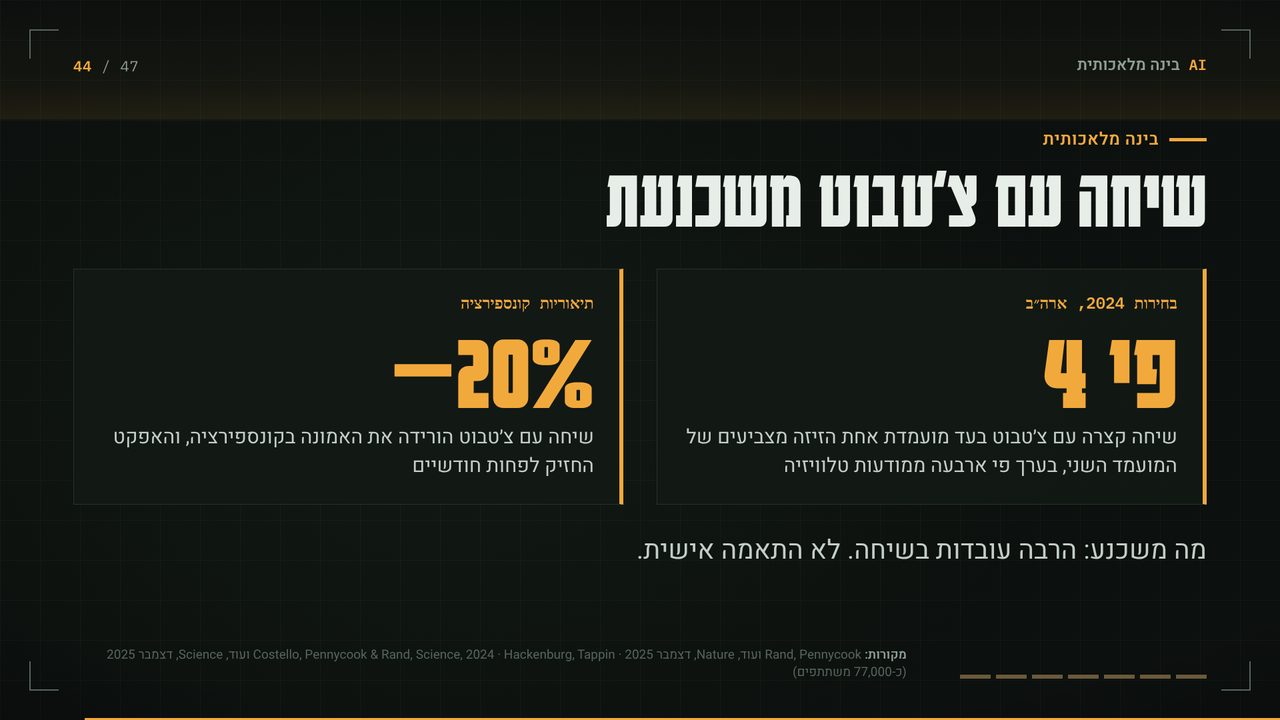 AI בינה מלאכותית
44 / 47
בינה מלאכותית
שיחה עם צ׳טבוט משכנעת
בחירות 2024, ארה״ב
פי 4
שיחה קצרה עם צ׳טבוט בעד מועמדת אחת הזיזה מצביעים של
המועמד השני, בערך פי ארבעה ממודעות טלוויזיה
תיאוריות קונספירציה
—20%
שיחה עם צ׳טבוט הורידה את האמונה בקונספירציה, והאפקט
החזיק לפחות חודשיים
מה משכנע: הרבה עובדות בשיחה. לא התאמה אישית.
מקורות: Rand, Pennycook ועוד, Nature, דצמבר 2025 · Costello, Pennycook & Rand, Science, 2024 · Hackenburg, Tappin ועוד, Science, דצמבר 2025
(כ-77,000 משתתפים)